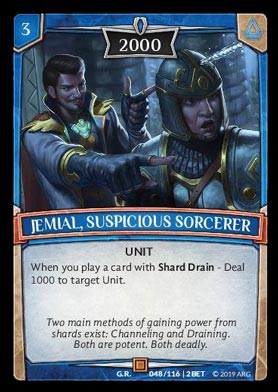 3
2000
JEMIAL, SUSPICIOUS SORCERER
UNIT
When you play a card with Shard Drain - Deal
1000 to target Unit.
Two main methods of gaining power from
shards exist: Channeling and Draining.
Both are potent. Both deadly.
G.R. 048/116 | 2BET © 2019 ARG